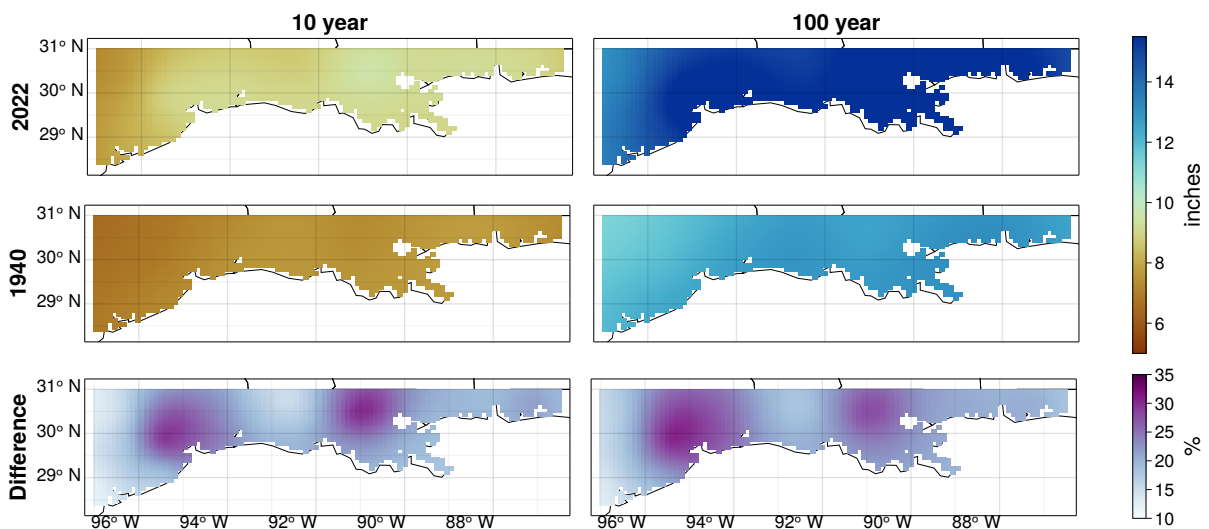 10 year
100 year
2022
31° N
30° N
29° N
14
12
10
8
6
inches
1940
31° N
30° N
29° N
Difference
31° N
30° N
29° N
35
30
25
20
15
10
%
96° W
94° W
92° W
90° W
88° W
96° W
94° W
92° W
90° W
88° W